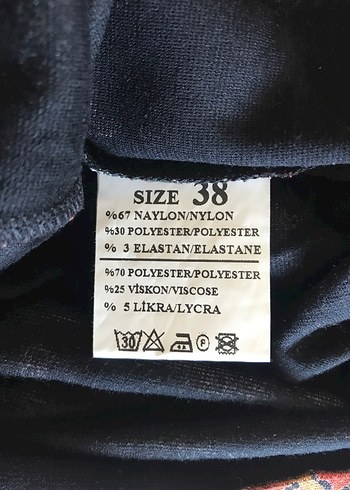 SIZE 38
%67 NAYLON/NYLON
%30 POLYESTER/POLYESTER
% 3 ELASTAN/ELASTANE
%70 POLYESTER/POLYESTER
%25 VİSKON/VISCOSE
% 5 LİKRA/LYCRA
30 F